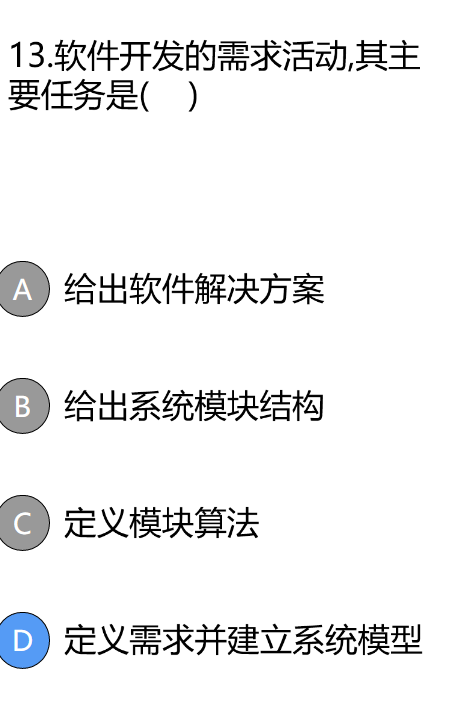 13.软件开发的需求活动,其主
要任务是(    )
A 给出软件解决方案
B 给出系统模块结构
C 定义模块算法
D 定义需求并建立系统模型